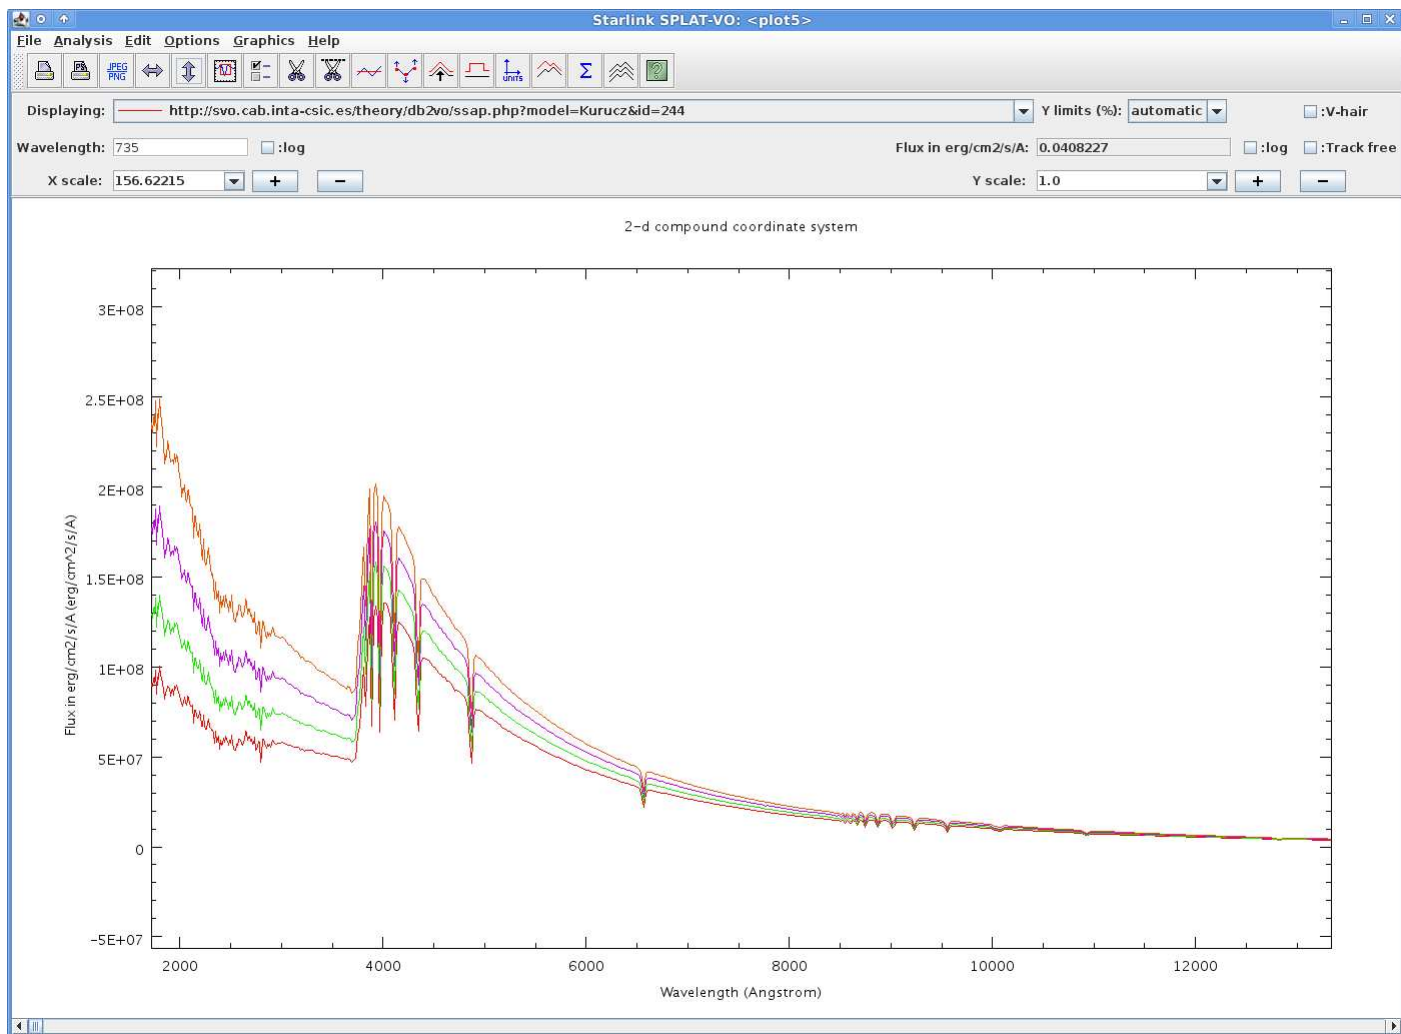 Starlink SPLAT-VO: <plot5>
File Analysis Edit Options Graphics Help
PS JPEG PNG UNITS Σ ?
Displaying: http://svo.cab.inta-csic.es/theory/db2vo/ssap.php?model=Kurucz&id=244 Y limits (%): automatic :V-hair
Wavelength: 735 :log Flux in erg/cm2/s/A: 0.0408227 :log :Track free
X scale: 156.62215 + − Y scale: 1.0 + −
2-d compound coordinate system
3E+08
2.5E+08
2E+08
1.5E+08
1E+08
5E+07
0
-5E+07
Flux in erg/cm2/s/A (erg/cm^2/s/A)
2000 4000 6000 8000 10000 12000
Wavelength (Angstrom)